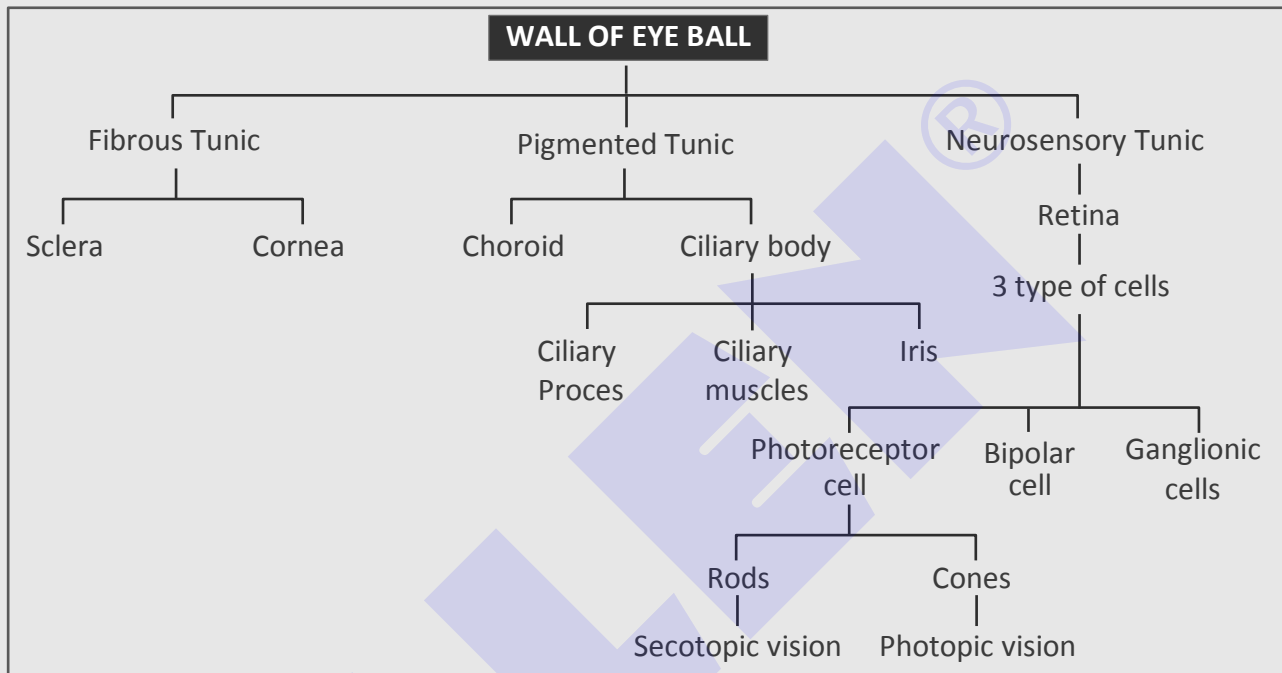 WALL OF EYE BALL
Fibrous Tunic
Pigmented Tunic
Neurosensory Tunic
Sclera
Cornea
Choroid
Ciliary body
Retina
3 type of cells
Ciliary
Proces
Ciliary
muscles
Iris
Photoreceptor
cell
Bipolar
cell
Ganglionic
cells
Rods
Cones
Secotopic vision
Photopic vision
LEY
®